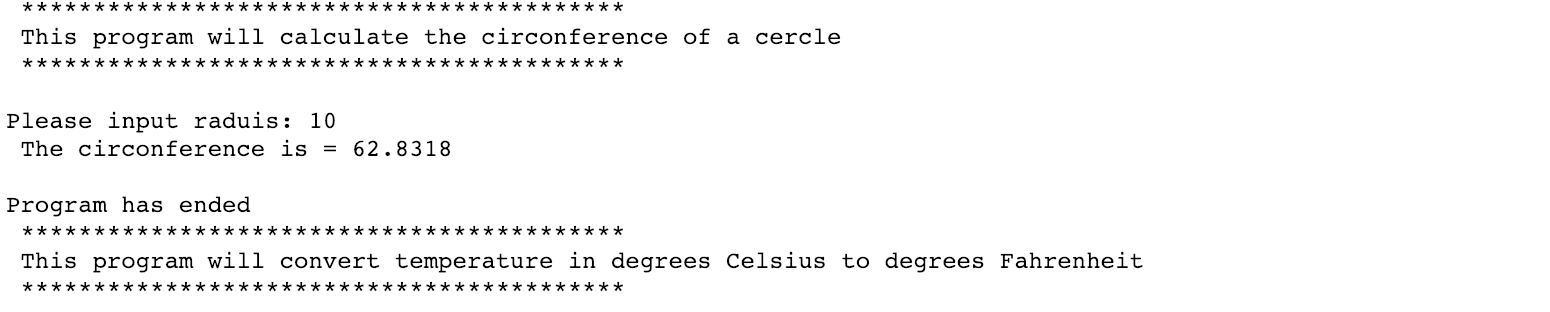 ******************************************
This program will calculate the circonference of a cercle
******************************************
Please input raduis: 10
The circonference is = 62.8318
Program has ended
******************************************
This program will convert temperature in degrees Celsius to degrees Fahrenheit
******************************************